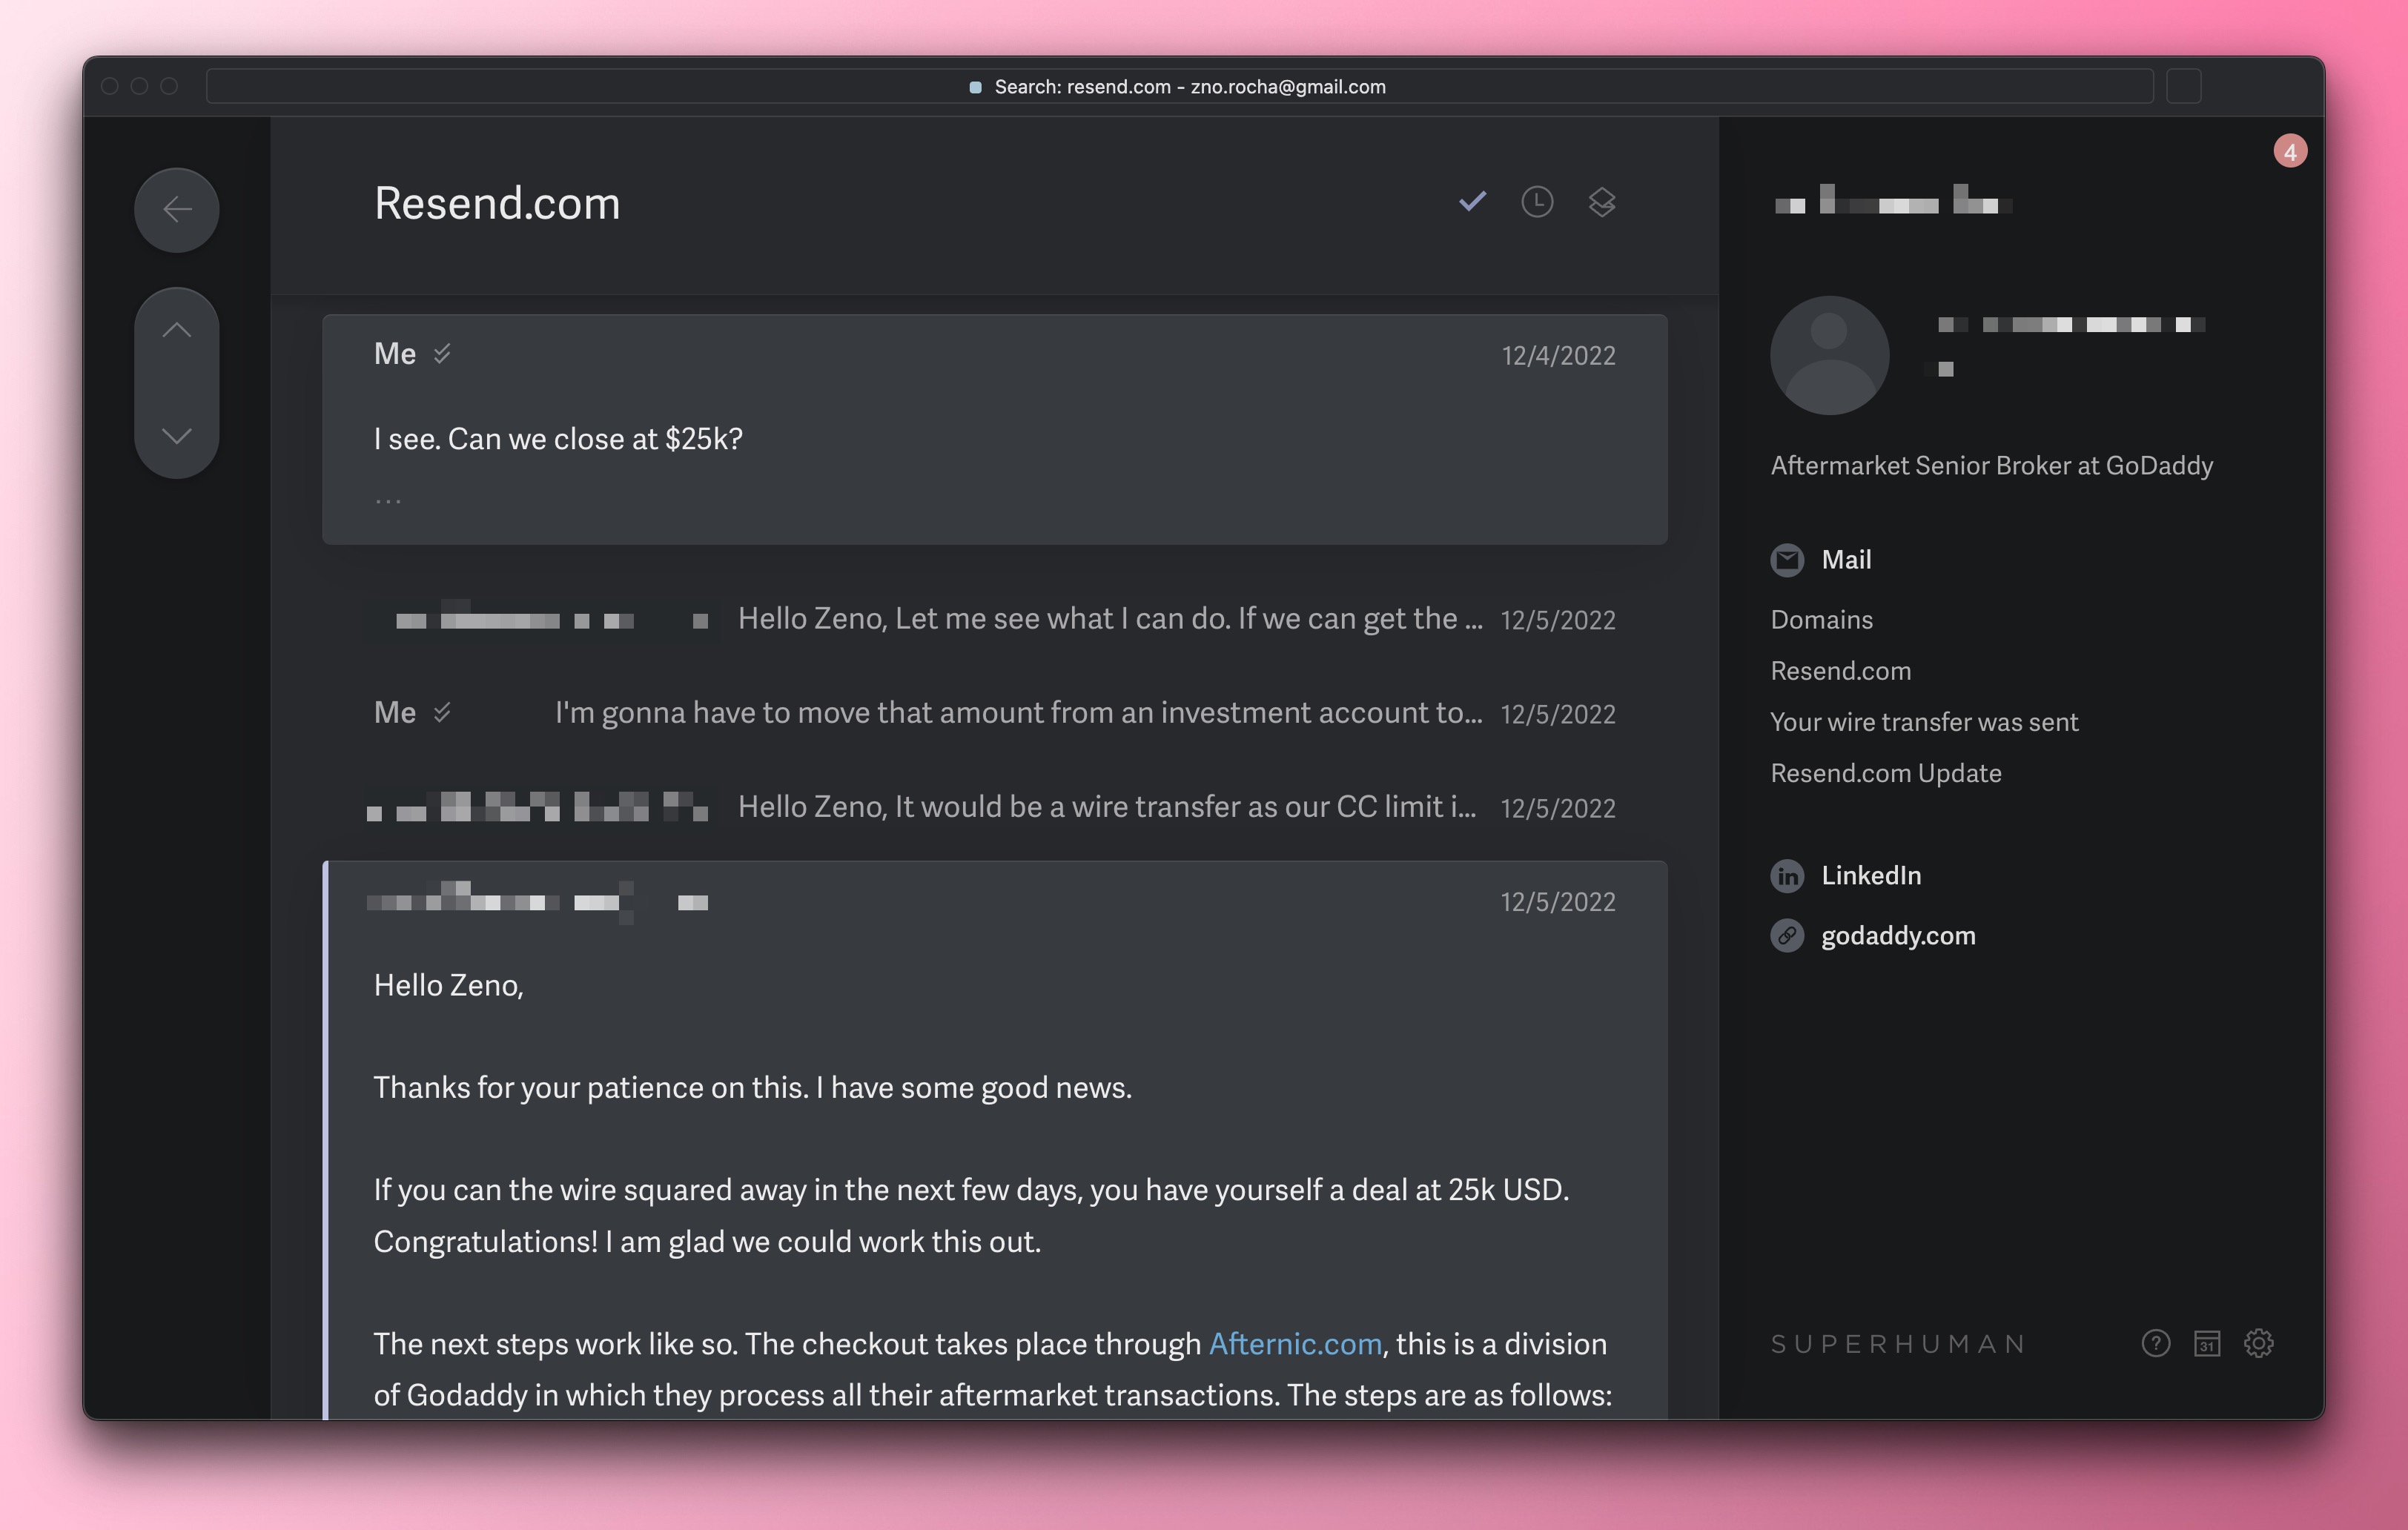 Search: resend.com - zno.rocha@gmail.com
4
Resend.com
Me
12/4/2022
I see. Can we close at $25k?
...
Hello Zeno, Let me see what I can do. If we can get the ... 12/5/2022
Me I'm gonna have to move that amount from an investment account to... 12/5/2022
Hello Zeno, It would be a wire transfer as our CC limit i... 12/5/2022
12/5/2022
Hello Zeno,
Thanks for your patience on this. I have some good news.
If you can the wire squared away in the next few days, you have yourself a deal at 25k USD.
Congratulations! I am glad we could work this out.
The next steps work like so. The checkout takes place through Afternic.com, this is a division
of Godaddy in which they process all their aftermarket transactions. The steps are as follows:
Aftermarket Senior Broker at GoDaddy
Mail
Domains
Resend.com
Your wire transfer was sent
Resend.com Update
in LinkedIn
godaddy.com
SUPERHUMAN
? 31